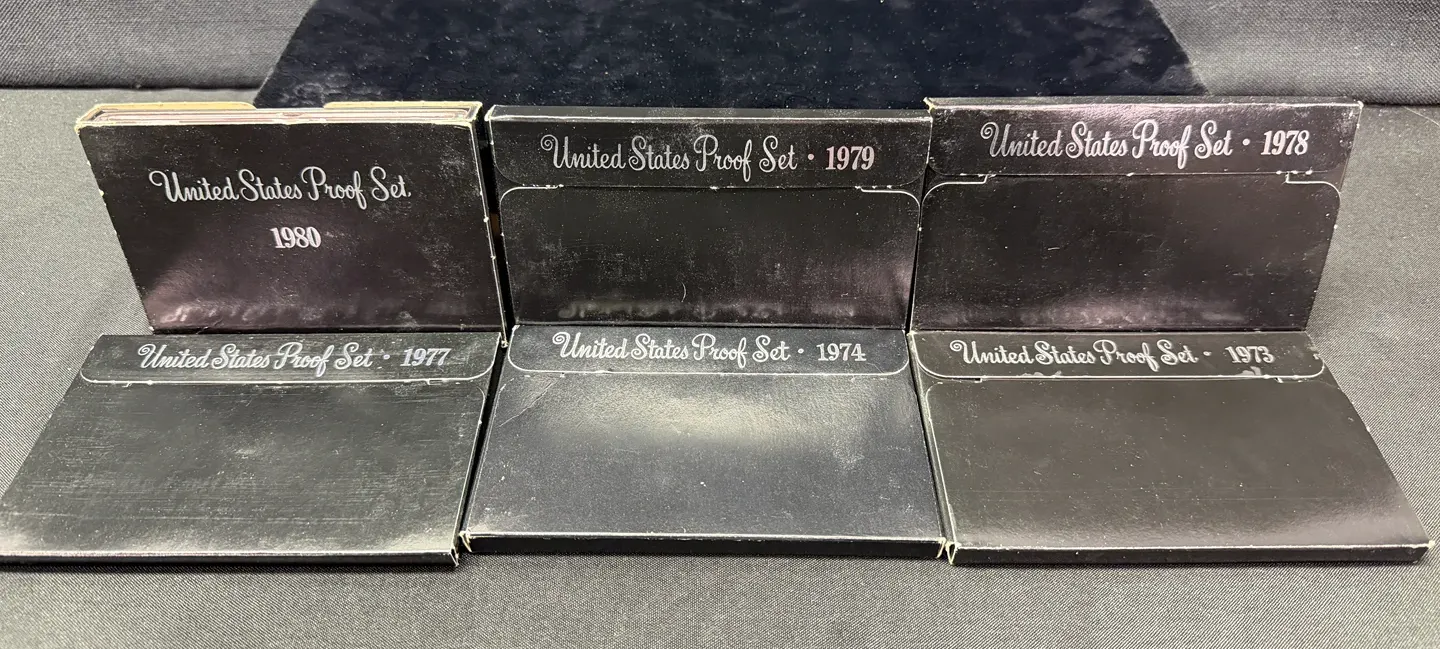 United States Proof Set
1980
United States Proof Set • 1979
United States Proof Set • 1978
United States Proof Set • 1977
United States Proof Set • 1974
United States Proof Set • 1973